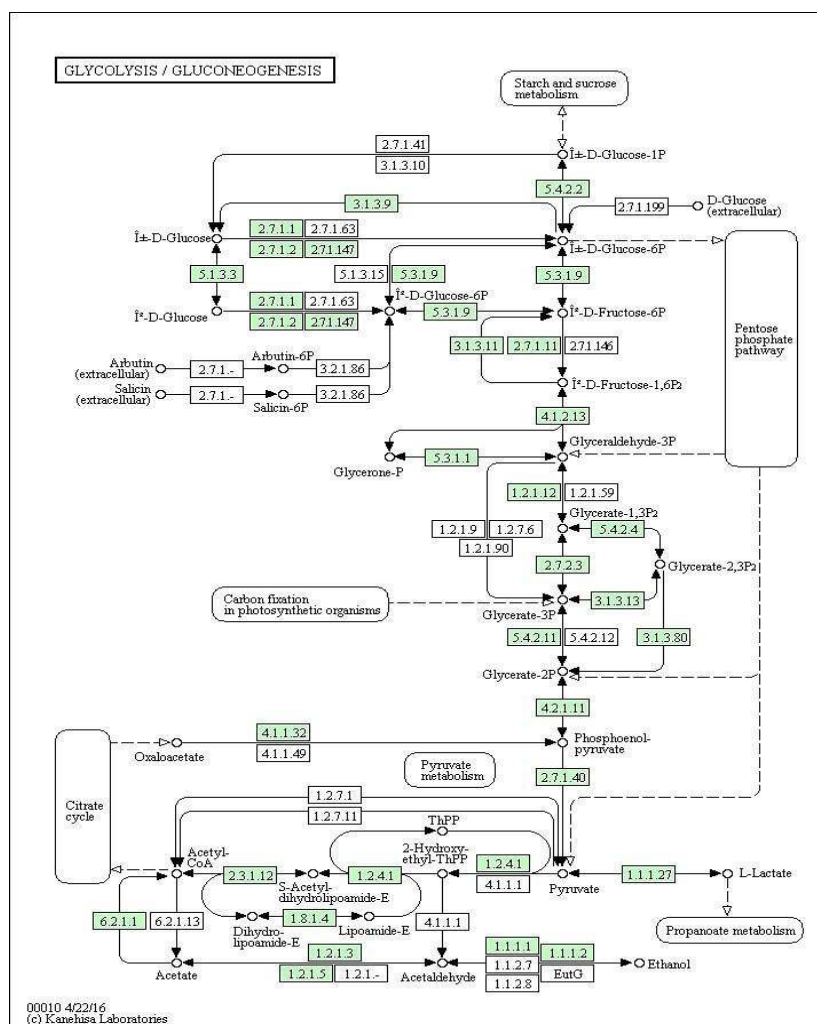 GLYCOLYSIS / GLUCONEOGENESIS
Starch and sucrose
metabolism
2.7.1.41
3.1.3.10
α-D-Glucose-1P
5.4.2.2
3.1.3.9
2.7.1.199
D-Glucose
(extracellular)
α-D-Glucose
2.7.1.1
2.7.1.63
2.7.1.2
2.7.1.147
α-D-Glucose-6P
5.1.3.3
5.1.3.15
5.3.1.9
5.3.1.9
β-D-Glucose
2.7.1.1
2.7.1.63
2.7.1.2
2.7.1.147
β-D-Glucose-6P
5.3.1.9
β-D-Fructose-6P
Pentose
phosphate
pathway
3.1.3.11
2.7.1.11
2.7.1.146
Arbutin
(extracellular)
2.7.1.-
Arbutin-6P
3.2.1.86
Salicin
(extracellular)
2.7.1.-
Salicin-6P
3.2.1.86
β-D-Fructose-1,6P2
4.1.2.13
Glycerone-P
5.3.1.1
Glyceraldehyde-3P
1.2.1.12
1.2.1.59
Glycerate-1,3P2
1.2.1.9
1.2.7.6
1.2.1.90
5.4.2.4
2.7.2.3
Glycerate-2,3P2
Carbon fixation
in photosynthetic organisms
Glycerate-3P
3.1.3.13
5.4.2.11
5.4.2.12
3.1.3.80
Glycerate-2P
4.2.1.11
4.1.1.32
4.1.1.49
Oxaloacetate
Phosphoenol-
pyruvate
Pyruvate
metabolism
2.7.1.40
Citrate
cycle
1.2.7.1
1.2.7.11
ThPP
Acetyl-
CoA
2-Hydroxy-
ethyl-ThPP
2.3.1.12
S-Acetyl-
dihydrolipoamide-E
1.2.4.1
1.2.4.1
4.1.1.1
Pyruvate
1.1.1.27
L-Lactate
6.2.1.1
6.2.1.13
Dihydro-
lipoamide-E
1.8.1.4
Lipoamide-E
4.1.1.1
Propanoate metabolism
Acetate
1.2.1.3
1.2.1.5
1.2.1.-
Acetaldehyde
1.1.1.1
1.1.1.2
1.1.2.7
EutG
1.1.2.8
Ethanol
00010 4/22/16
(c) Kanehisa Laboratories